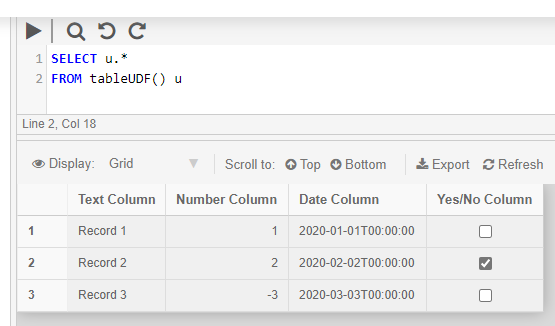 1 SELECT u.*
2 FROM tableUDF() u
Line 2, Col 18
Display: Grid Scroll to: Top Bottom Export Refresh
Text Column Number Column Date Column Yes/No Column
1 Record 1 1 2020-01-01T00:00:00
2 Record 2 2 2020-02-02T00:00:00
3 Record 3 -3 2020-03-03T00:00:00